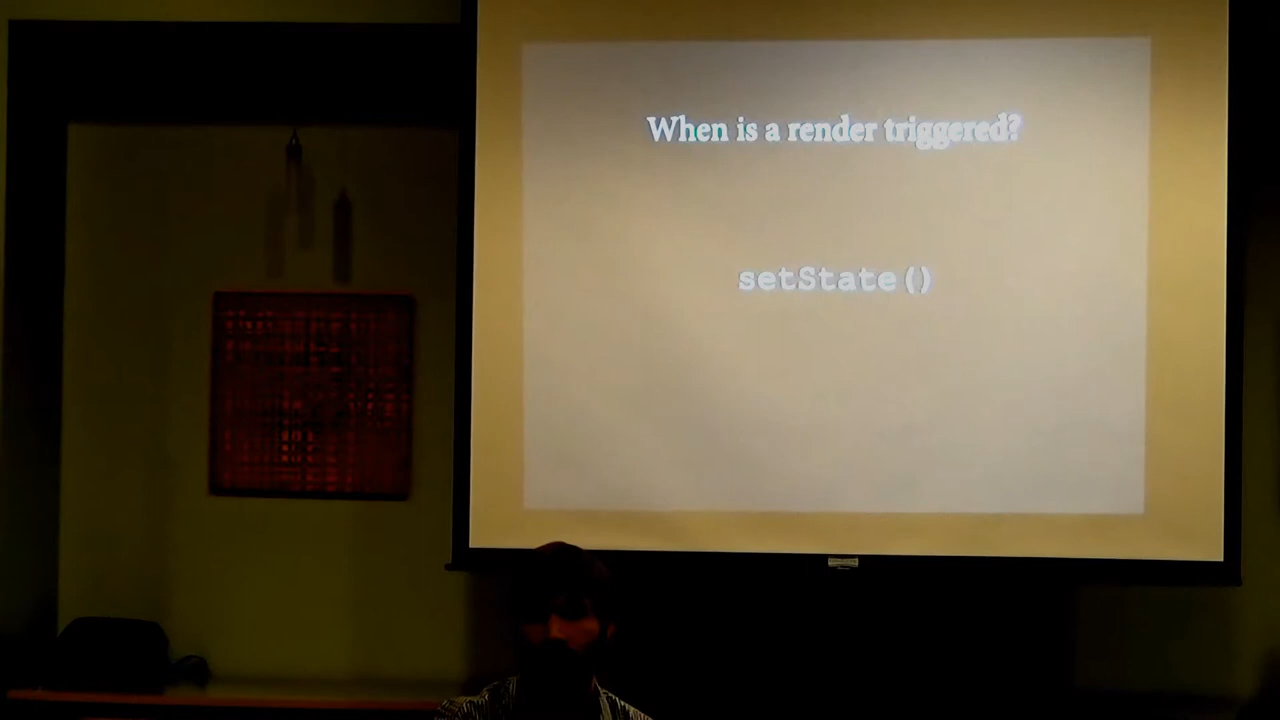 When is a render triggered?
setState()